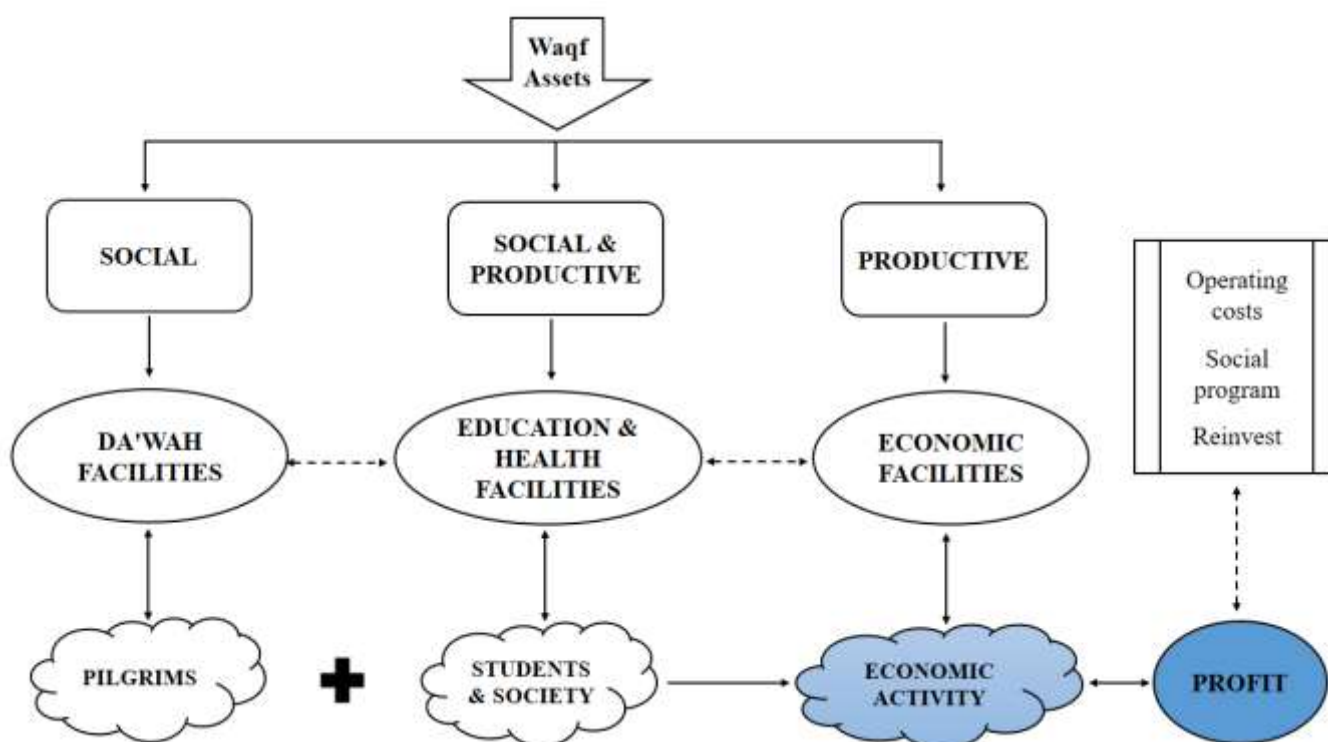 Waqf
Assets
SOCIAL
SOCIAL &
PRODUCTIVE
PRODUCTIVE
Operating
costs
Social
program
Reinvest
DA'WAH
FACILITIES
EDUCATION &
HEALTH
FACILITIES
ECONOMIC
FACILITIES
PILGRIMS
STUDENTS
& SOCIETY
ECONOMIC
ACTIVITY
PROFIT